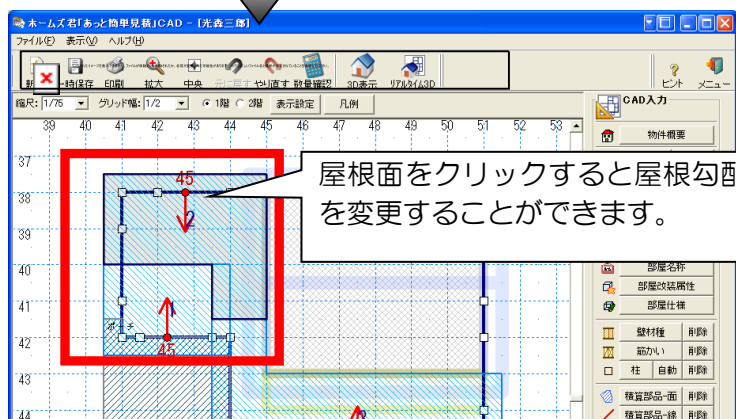 ホームズ君「あっと簡単見積」CAD - [光森三郎]
ファイル(F) 表示(V) ヘルプ(H)
一時保存 印刷 拡大 中央 元に戻す やり直す 数量確認 3D表示 リアルタイム3D ヒント メニュー
縮尺: 1/75 グリッド幅: 1/2 1階 2階 表示設定 凡例
CAD入力
39 40 41 42 43 44 45 46 47 48 49 50 51 52 53
物件概要
37
屋根面をクリックすると屋根勾配
を変更することができます。
45
38
2
39
部屋名称
40
部屋改装属性
41
1
部屋仕様
ポーチ
壁材種 削除
42
45
筋かい 削除
柱 自動 削除
43
積算部品-面 削除
44
積算部品-線 削除